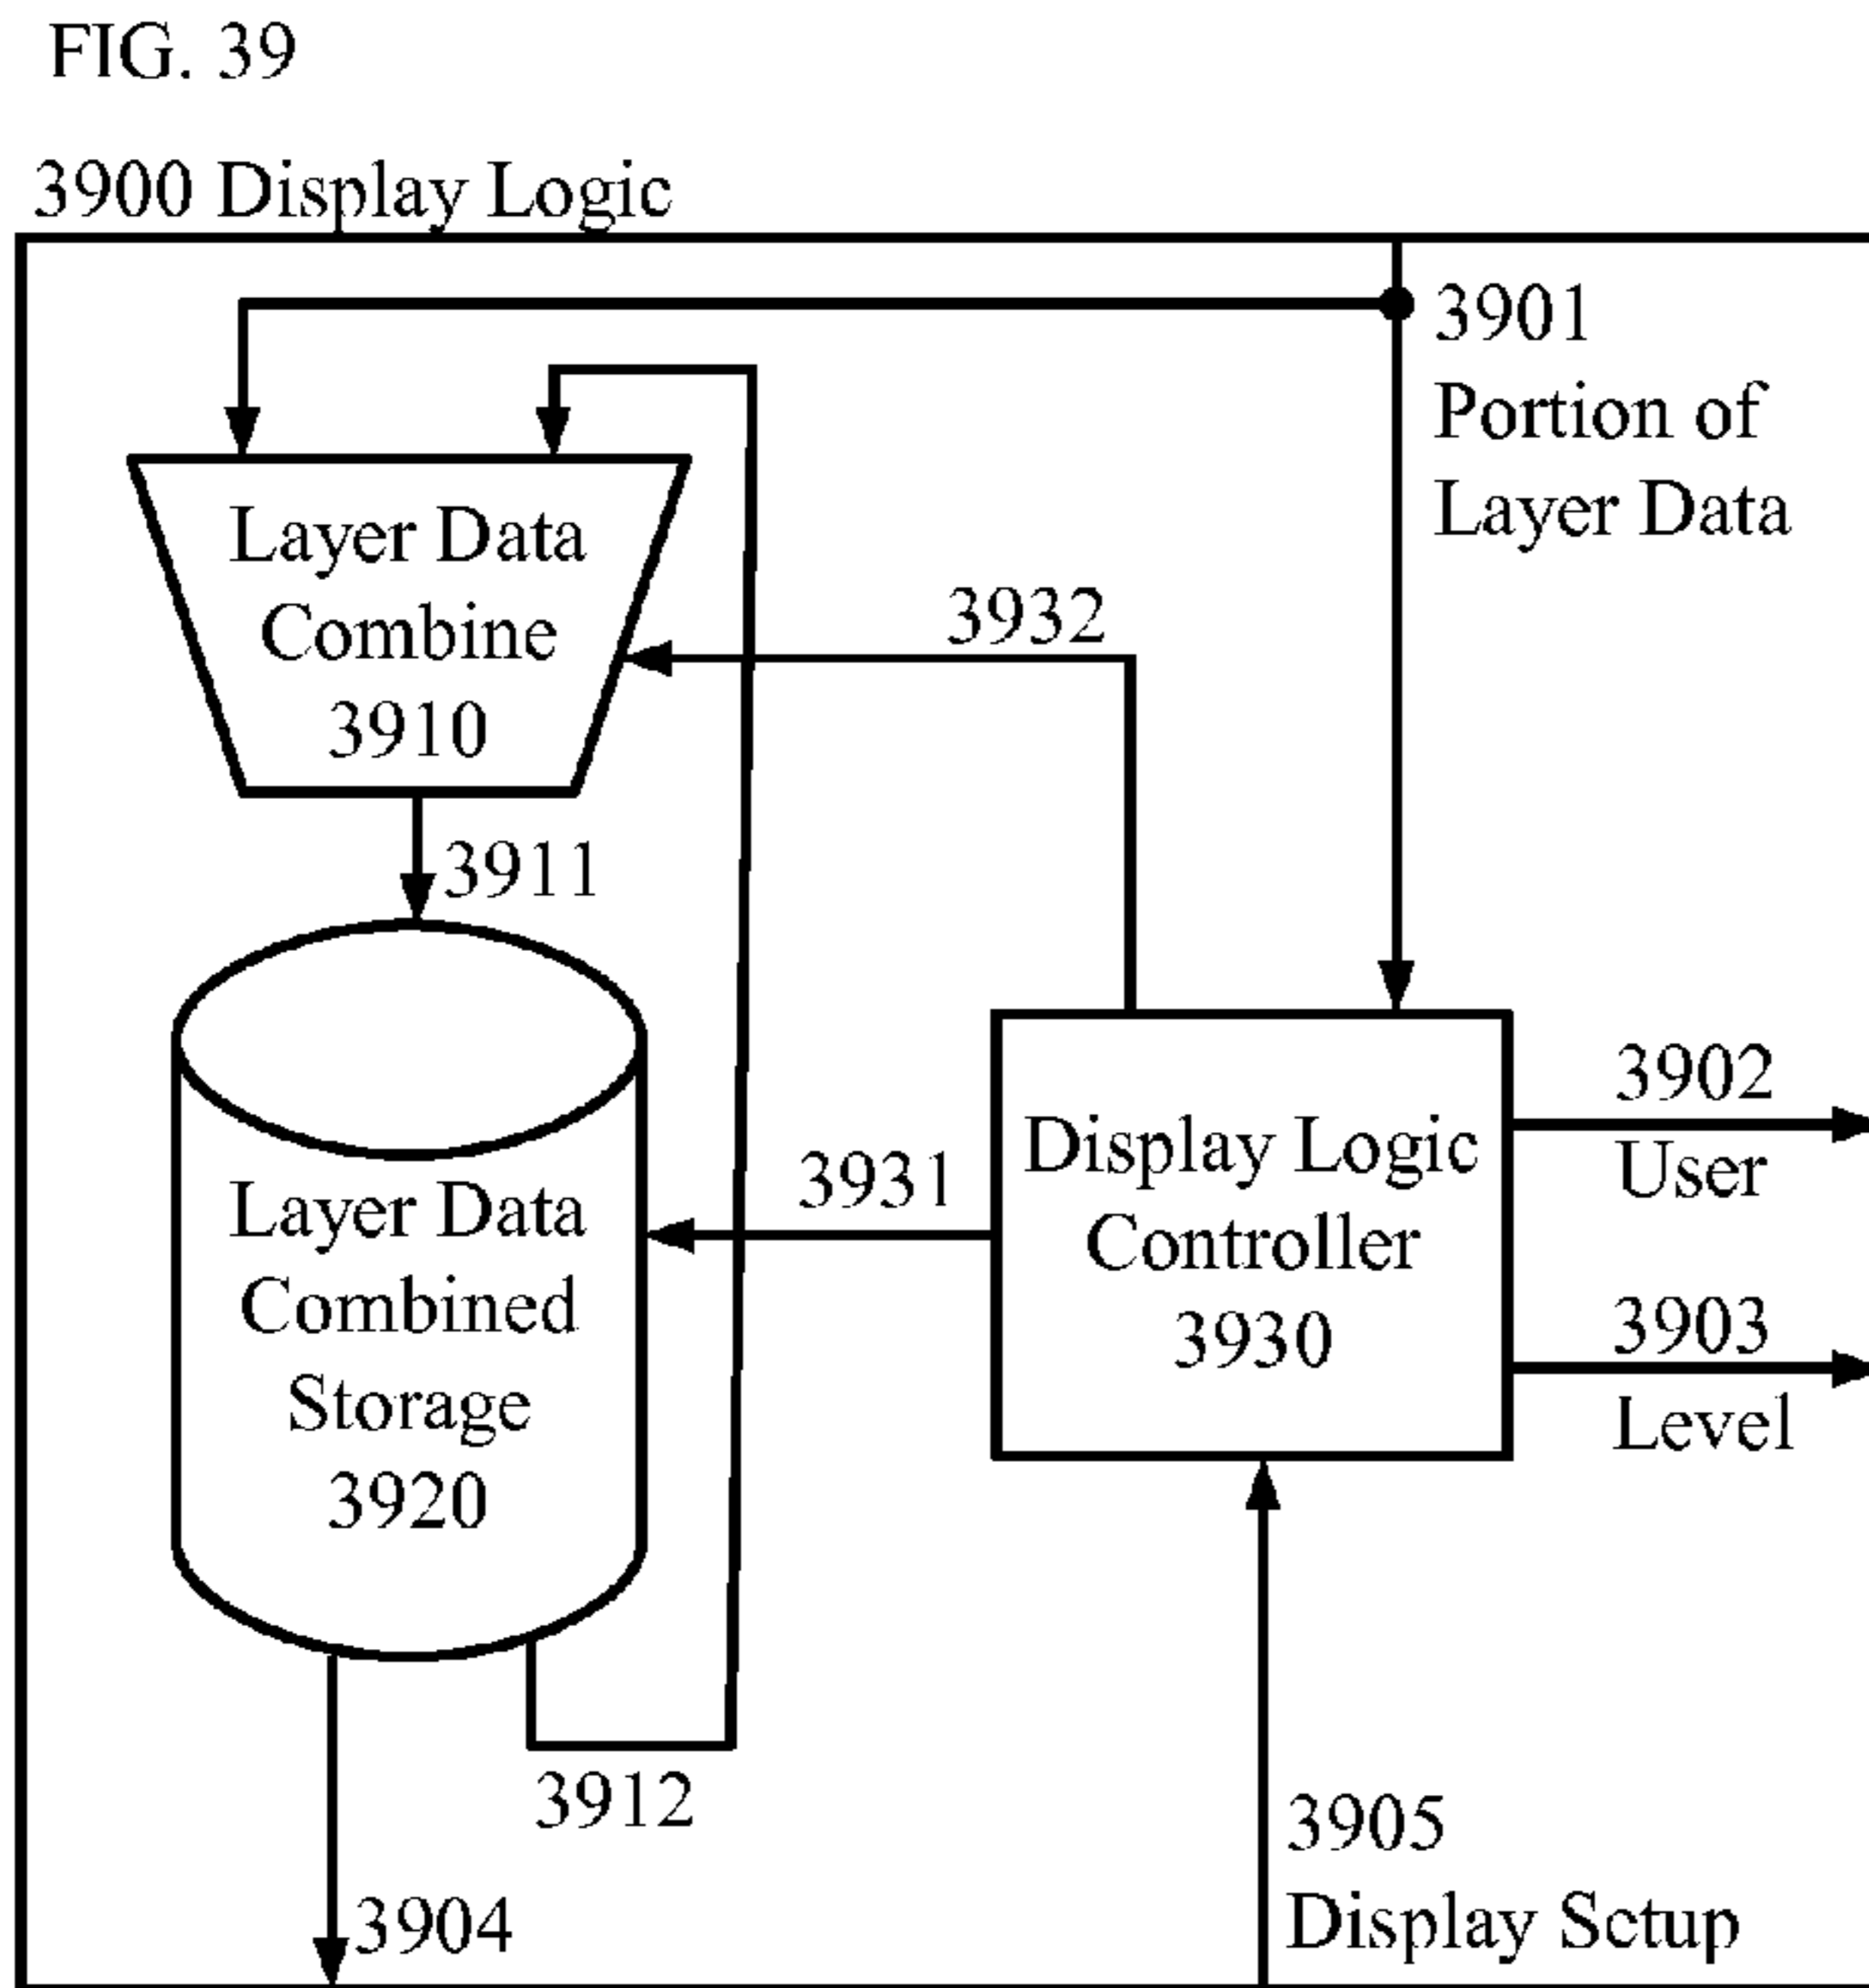 FIG. 39
3900 Display Logic
3901
Portion of
Layer Data
Layer Data
Combine
3910
3932
3911
3902
User
Display Logic
Controller
3930
3931
Layer Data
Combined
Storage
3920
3903
Level
3912
3905
Display Setup
3904